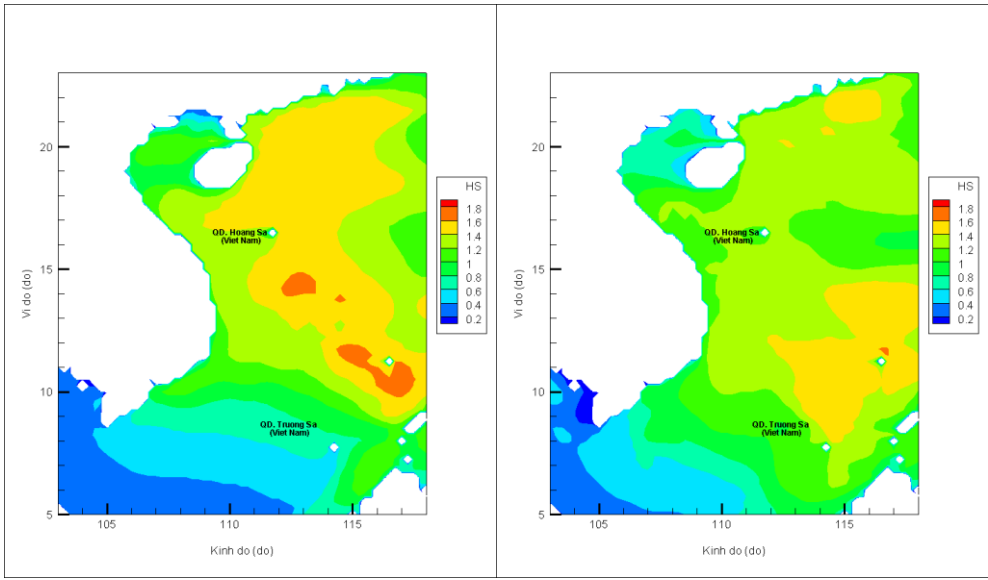 HS
1.8
1.6
1.4
1.2
1
0.8
0.6
0.4
0.2
20
15
10
5
105
110
115
Vi do (do)
Kinh do (do)
QD. Hoang Sa
(Viet Nam)
QD. Truong Sa
(Viet Nam)
HS
1.8
1.6
1.4
1.2
1
0.8
0.6
0.4
0.2
20
15
10
5
105
110
115
Vi do (do)
Kinh do (do)
QD. Hoang Sa
(Viet Nam)
QD. Truong Sa
(Viet Nam)